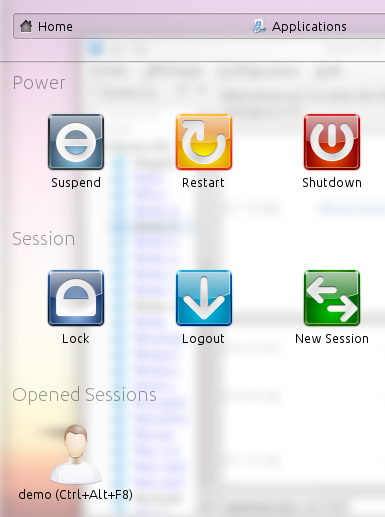 Home Applications
Power
Suspend Restart Shutdown
Session
Lock Logout New Session
Opened Sessions
demo (Ctrl+Alt+F8)